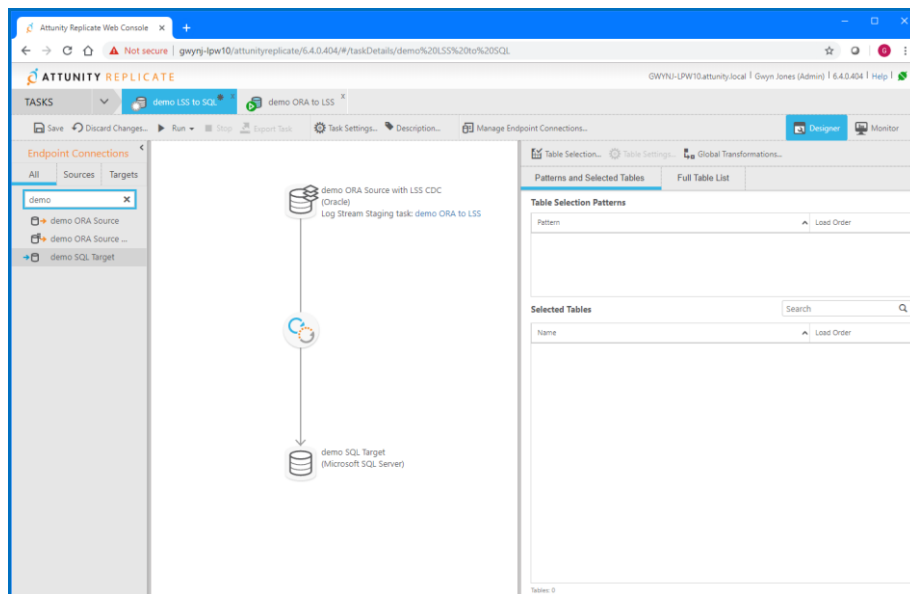 Attunity Replicate Web Console
Not secure | gwynj-lpw10/attunityreplicate/6.4.0.404/#/taskDetails/demo%20LSS%20to%20SQL
G
ATTUNITY REPLICATE
GWYNJ-LPW10.attunity.local | Gwyn Jones (Admin) | 6.4.0.404 | Help |
TASKS
demo LSS to SQL
x
demo ORA to LSS
X
Save
Discard Changes...
Run
Stop
Export Task
Task Settings...
Description...
Manage Endpoint Connections...
Designer
Monitor
Endpoint Connections
All
Sources
Targets
demo
demo ORA Source
demo ORA Source ...
demo SQL Target
demo ORA Source with LSS CDC
(Oracle)
Log Stream Staging task: demo ORA to LSS
demo SQL Target
(Microsoft SQL Server)
Table Selection...
Table Settings...
Global Transformations...
Patterns and Selected Tables
Full Table List
Table Selection Patterns
Pattern
Load Order
Selected Tables
Search
Name
Load Order
Tables: 0